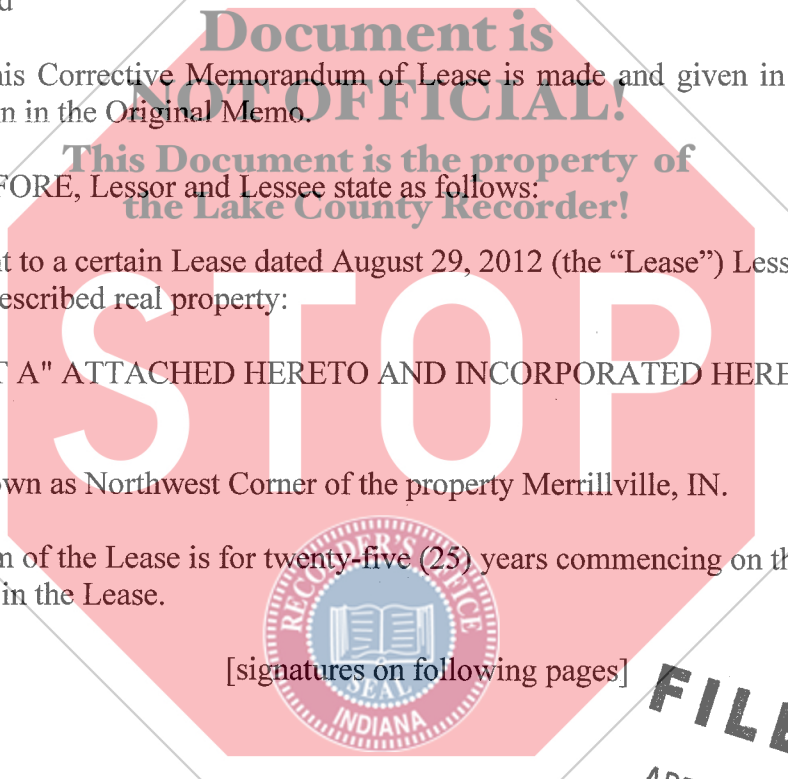 Document is
his Corrective Memorandum of Lease is made and given in
NOT OFFICIAL!
n in the Original Memo.
This Document is the property of
FORE, Lessor and Lessee state as follows:
the Lake County Recorder!
t to a certain Lease dated August 29, 2012 (the “Lease”) Less
escribed real property:
STOP
T A" ATTACHED HERETO AND INCORPORATED HERE
own as Northwest Corner of the property Merrillville, IN.
m of the Lease is for twenty-five (25) years commencing on th
in the Lease.
RECORDER'S OFFICE
SEAL
INDIANA
[signatures on following pages]
FILE